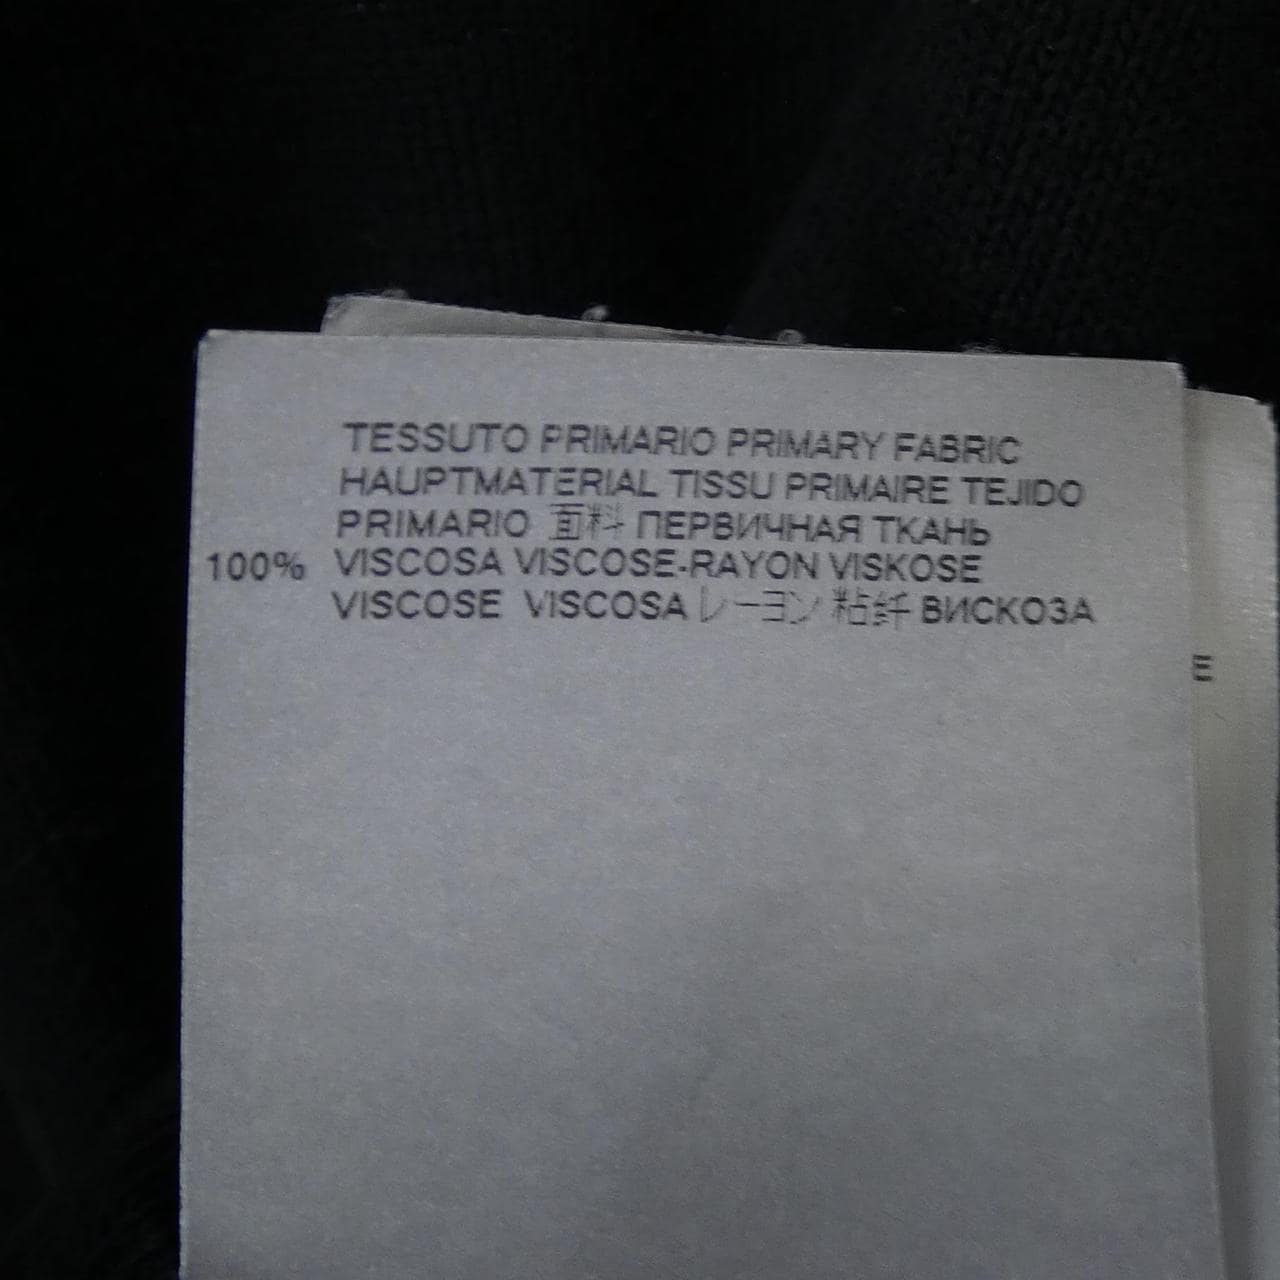 TESSUTO PRIMARIO PRIMARY FABRIC
HAUPTMATERIAL TISSU PRIMAIRE TEJIDO
PRIMARIO 面料 ПЕРВИЧНАЯ ТКАНЬ
100% VISCOSA VISCOSE-RAYON VISKOSE
VISCOSE VISCOSA レーヨン 粘纤 ВИСКОЗА
E